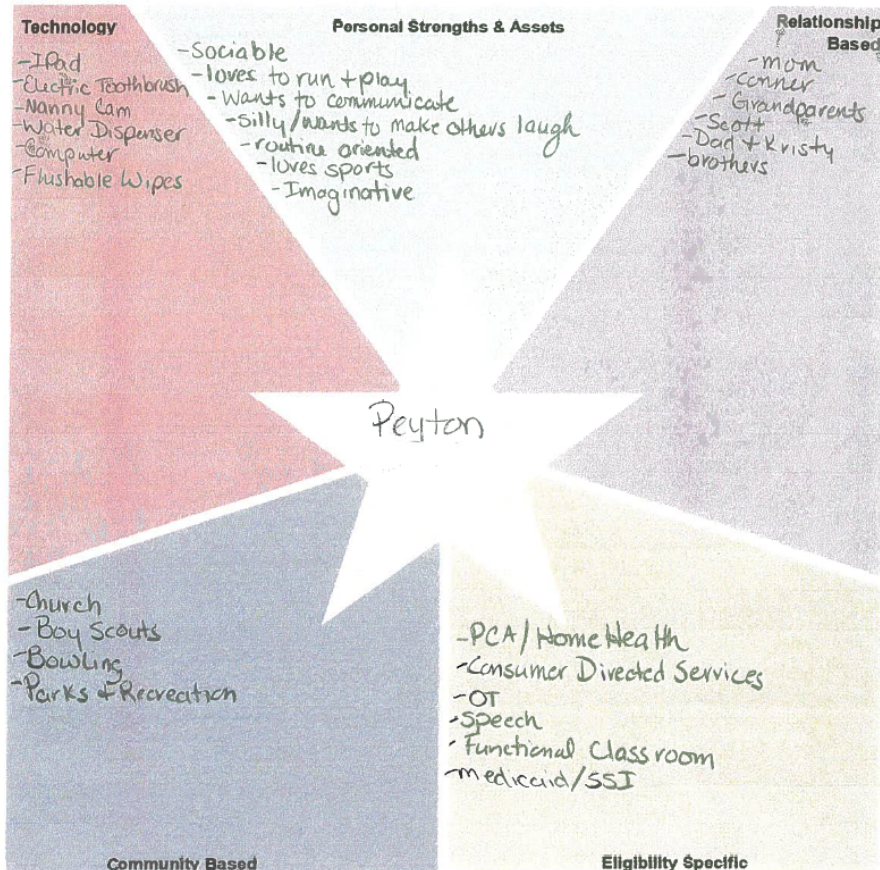 Technology
-IPad
-Electric Toothbrush
-Nanny Cam
-Water Dispenser
-Computer
-Flushable Wipes
Personal Strengths & Assets
-Sociable
-loves to run + play
-Wants to communicate
-Silly/wants to make others laugh
-routine oriented
-loves sports
-Imaginative
Relationship
Based
-mom
-Conner
-Grandparents
-Scott
-Dad + Kristy
-brothers
Peyton
-Church
-Boy Scouts
-Bowling
-Parks + Recreation
Community Based
-PCA/Home Health
-Consumer Directed Services
-OT
-Speech
-Functional Classroom
-medicaid/SSI
Eligibility Specific